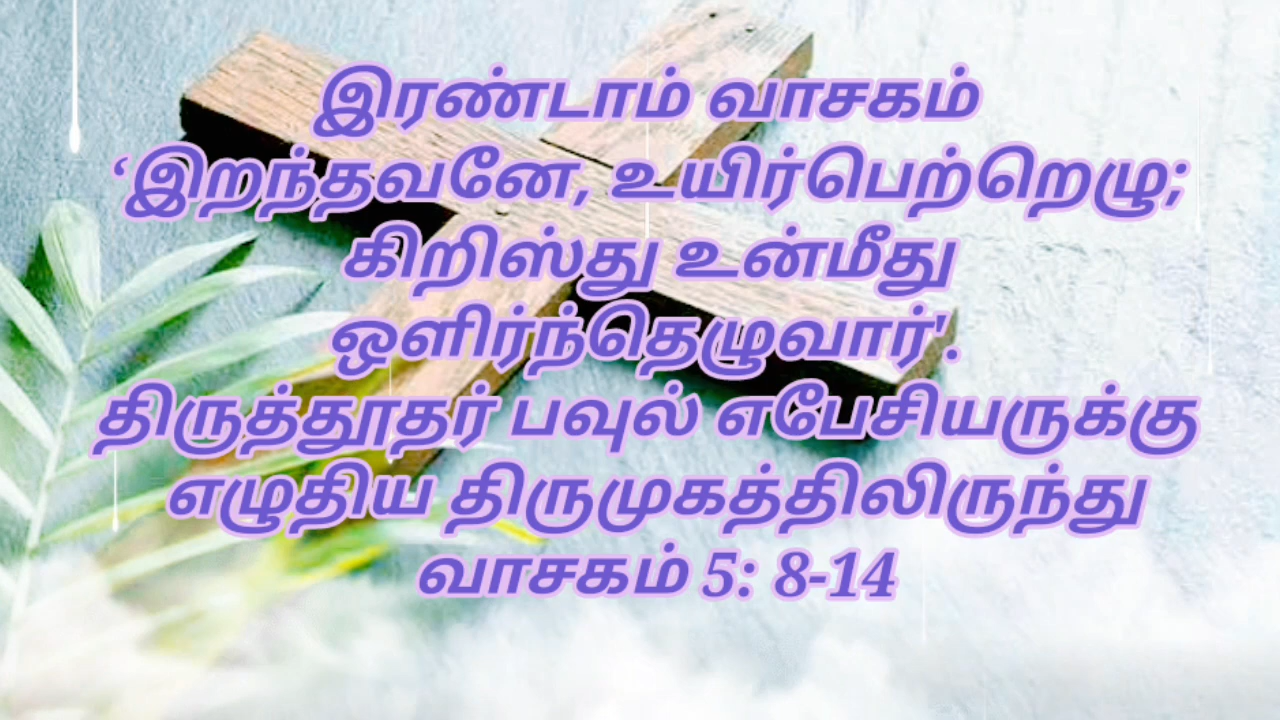 இரண்டாம் வாசகம்
‘இறந்தவனே, உயிர்பெற்றெழு;
கிறிஸ்து உன்மீது
ஒளிர்ந்தெழுவார்'.
திருத்தூதர் பவுல் எபேசியருக்கு
எழுதிய திருமுகத்திலிருந்து
வாசகம் 5: 8-14